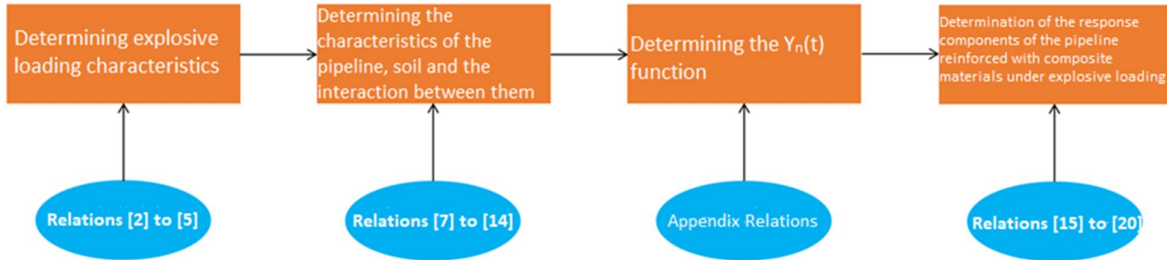 Determining explosive
loading characteristics
Determining the
characteristics of the
pipeline, soil and the
interaction between them
Determining the Yn(t)
function
Determination of the response
components of the pipeline
reinforced with composite
materials under explosive loading
Relations [2] to [5]
Relations [7] to [14]
Appendix Relations
Relations [15] to [20]